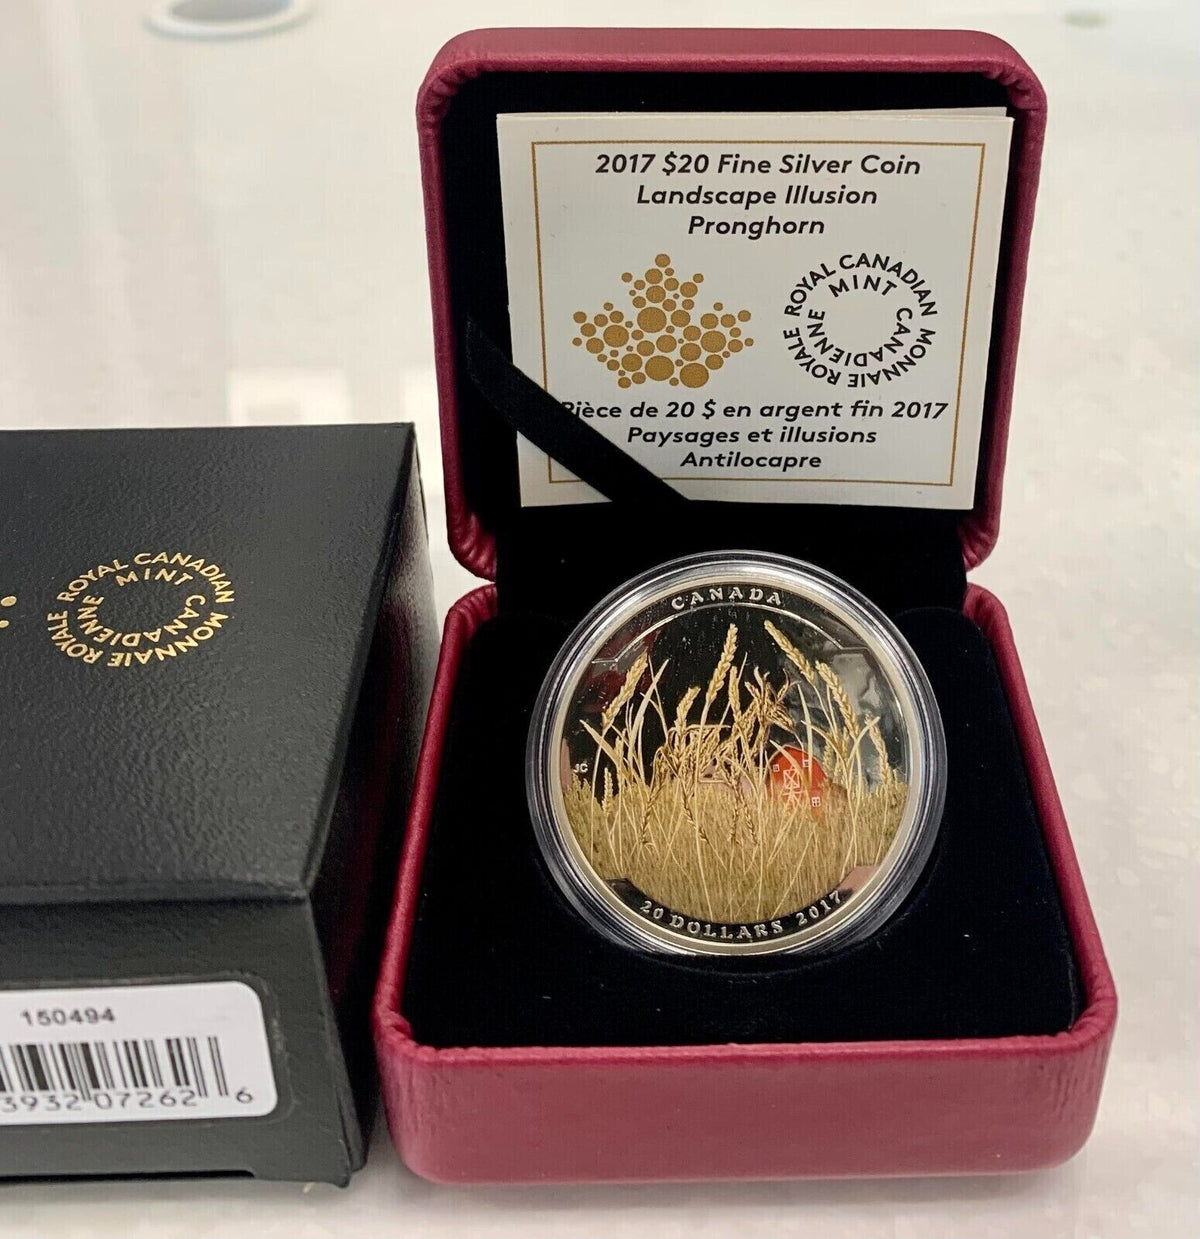 2017 $20 Fine Silver Coin
Landscape Illusion
Pronghorn
ROYAL CANADIAN MINT
MONNAIE ROYALE CANADIENNE
Pièce de 20 $ en argent fin 2017
Paysages et illusions
Antilocapre
ROYAL CANADIAN MINT
MONNAIE ROYALE CANADIENNE
CANADA
JC
20 DOLLARS 2017
150494
3932 07262 6